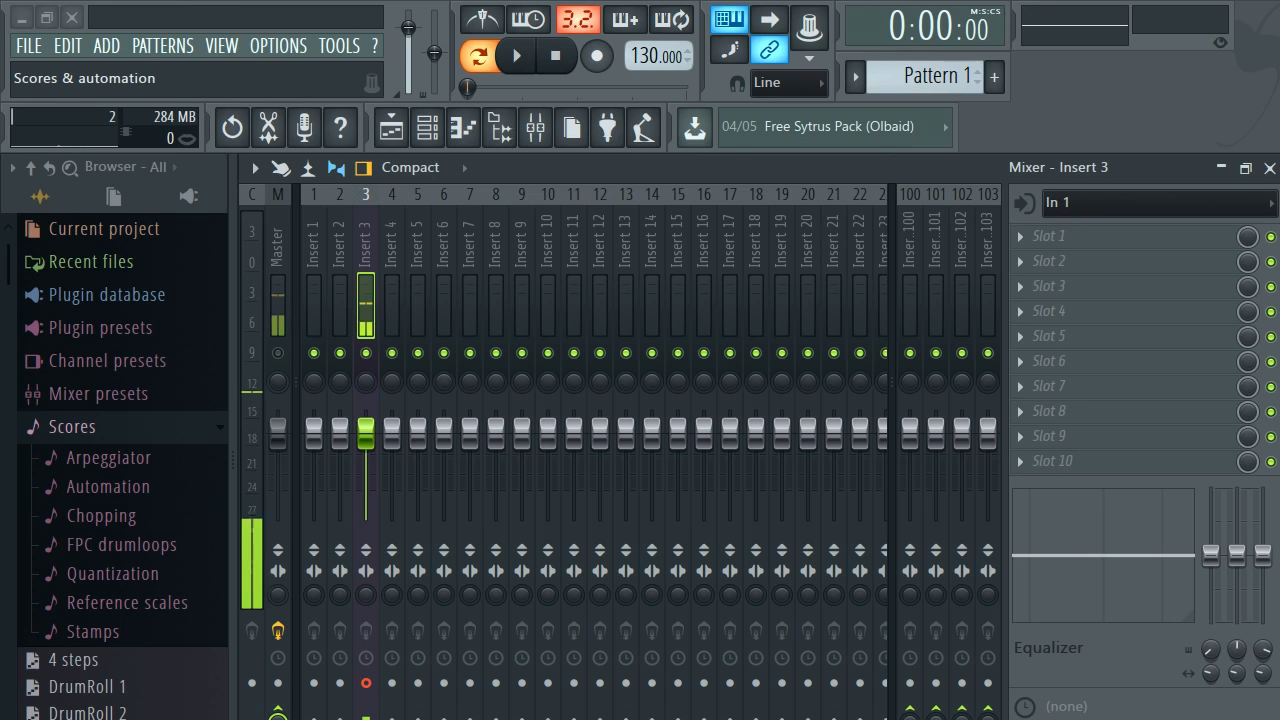 FILE EDIT ADD PATTERNS VIEW OPTIONS TOOLS ?
Scores & automation
3.2
130.000
Line
M:S:CS
0:00:00
Pattern 1
2 284 MB
0
?
04/05 Free Sytrus Pack (Olbaid)
Browser - All
Current project
Recent files
Plugin database
Plugin presets
Channel presets
Mixer presets
Scores
Arpeggiator
Automation
Chopping
FPC drumloops
Quantization
Reference scales
Stamps
4 steps
DrumRoll 1
DrumRoll 2
Compact
C M 1 2 3 4 5 6 7 8 9 10 11 12 13 14 15 16 17 18 19 20 21 22 100 101 102 103
Master
Insert 1
Insert 2
Insert 3
Insert 4
Insert 5
Insert 6
Insert 7
Insert 8
Insert 9
Insert 10
Insert 11
Insert 12
Insert 13
Insert 14
Insert 15
Insert 16
Insert 17
Insert 18
Insert 19
Insert 20
Insert 21
Insert 22
Inser..100
Inser..101
Inser..102
Inser..103
3
0
3
6
9
12
15
18
21
24
27
Mixer - Insert 3
In 1
Slot 1
Slot 2
Slot 3
Slot 4
Slot 5
Slot 6
Slot 7
Slot 8
Slot 9
Slot 10
Equalizer
(none)